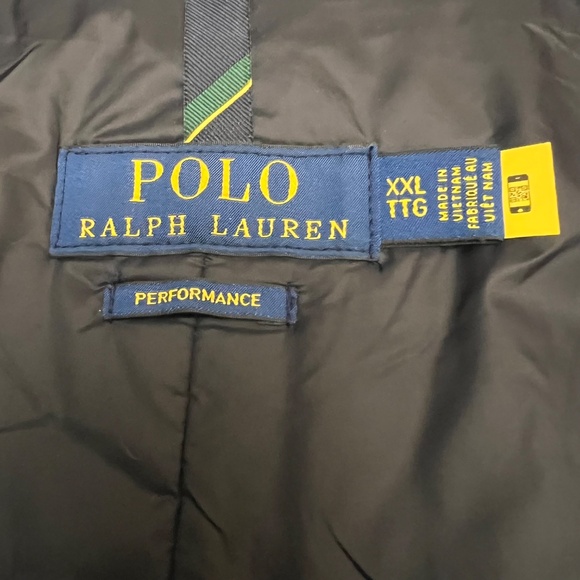 POLO
RALPH LAUREN
XXL
TTG
MADE IN
VIETNAM
FABRIQUÉ AU
VIÊT NAM
PERFORMANCE